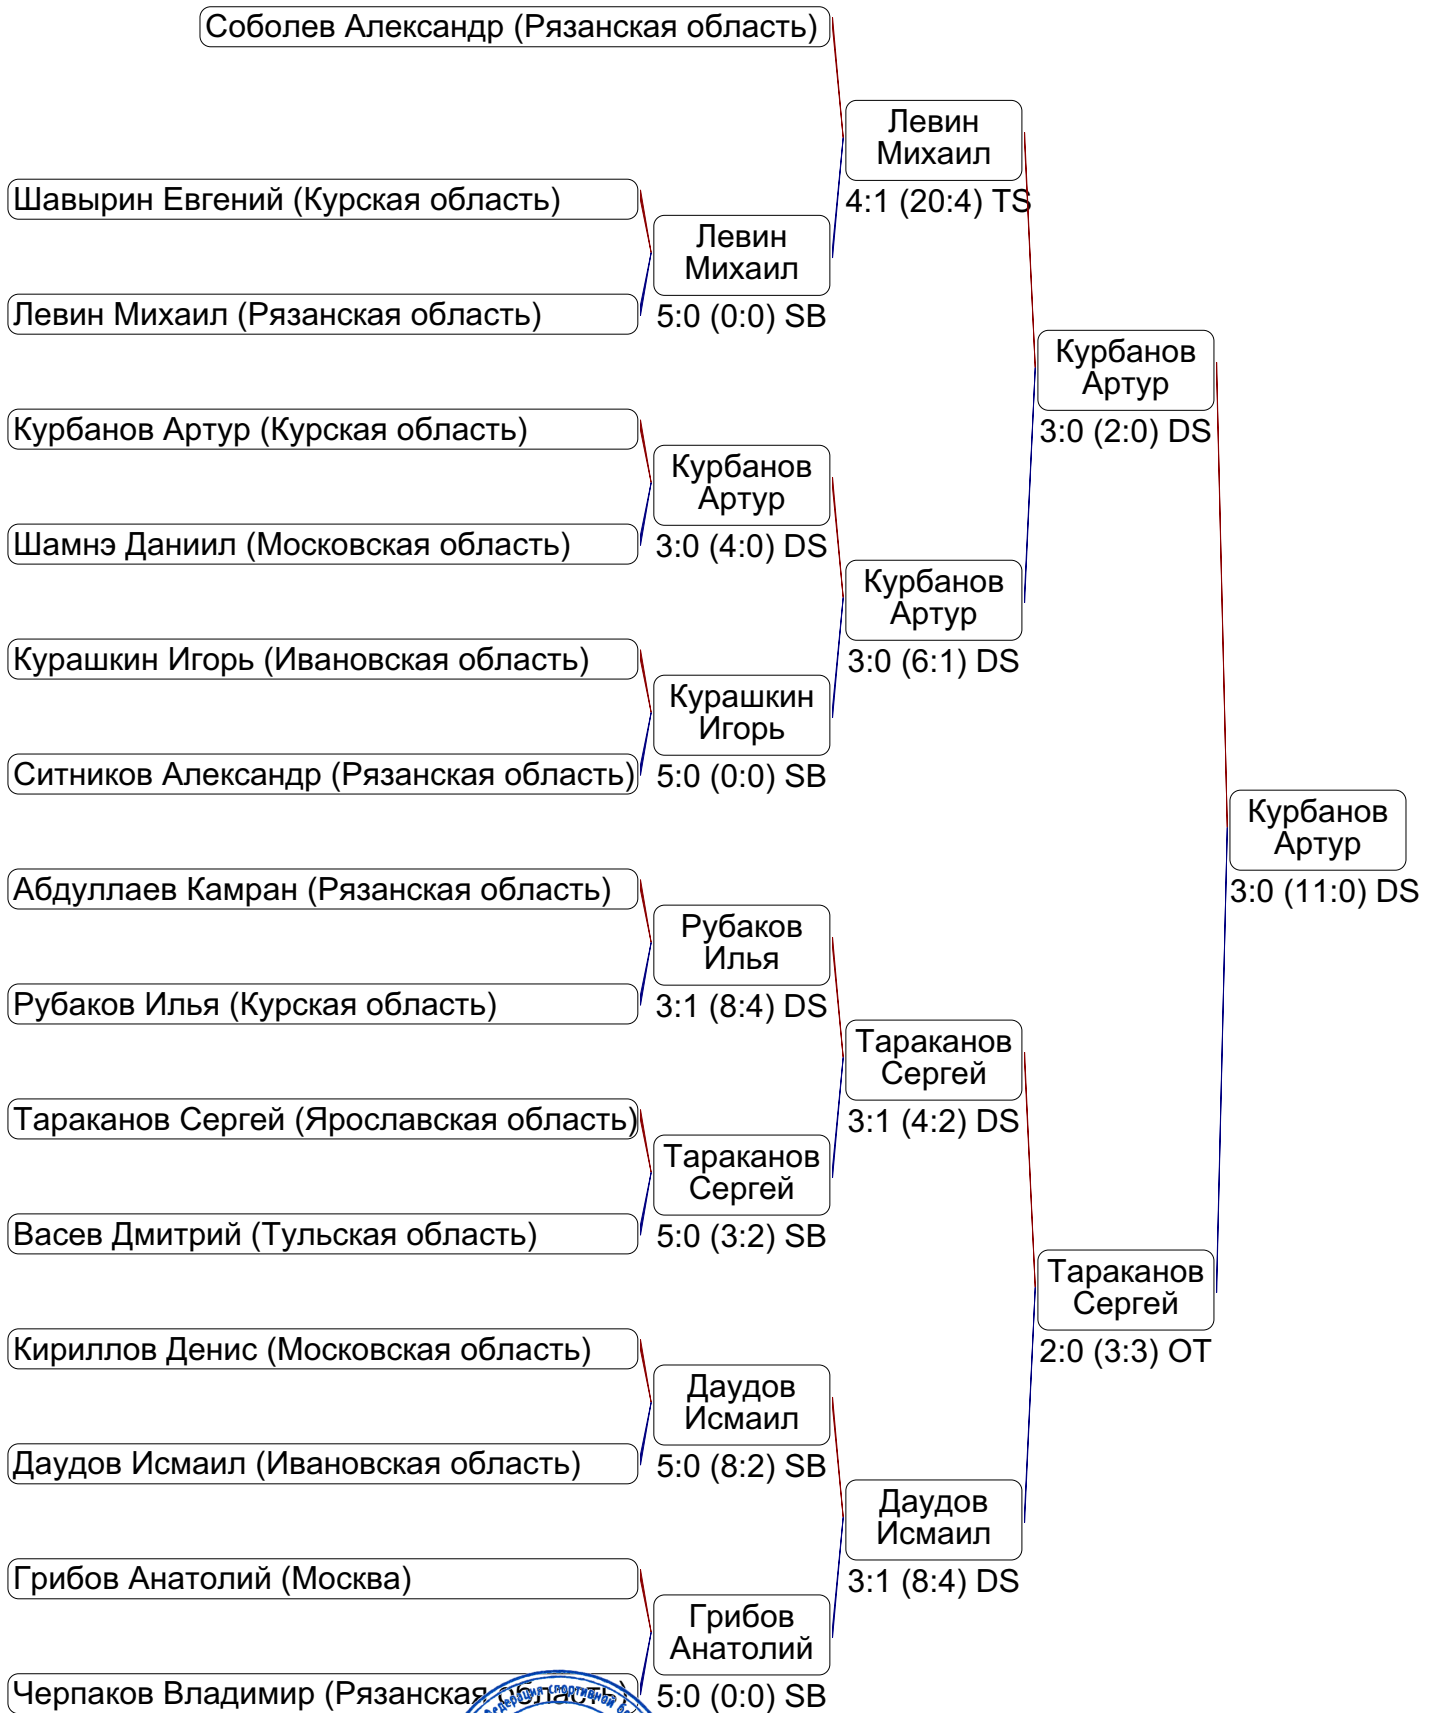 Соболев Александр (Рязанская область)
Левин
Михаил
4:1 (20:4) TS
Шавырин Евгений (Курская область)
Левин
Михаил
5:0 (0:0) SB
Левин Михаил (Рязанская область)
Курбанов
Артур
3:0 (2:0) DS
Курбанов Артур (Курская область)
Курбанов
Артур
3:0 (4:0) DS
Шамнэ Даниил (Московская область)
Курбанов
Артур
3:0 (6:1) DS
Курашкин Игорь (Ивановская область)
Курашкин
Игорь
5:0 (0:0) SB
Ситников Александр (Рязанская область)
Курбанов
Артур
3:0 (11:0) DS
Абдуллаев Камран (Рязанская область)
Рубаков
Илья
3:1 (8:4) DS
Рубаков Илья (Курская область)
Тараканов
Сергей
3:1 (4:2) DS
Тараканов Сергей (Ярославская область)
Тараканов
Сергей
5:0 (3:2) SB
Васев Дмитрий (Тульская область)
Тараканов
Сергей
2:0 (3:3) OT
Кириллов Денис (Московская область)
Даудов
Исмаил
5:0 (8:2) SB
Даудов Исмаил (Ивановская область)
Даудов
Исмаил
3:1 (8:4) DS
Грибов Анатолий (Москва)
Грибов
Анатолий
5:0 (0:0) SB
Черпаков Владимир (Рязанская область)
федерация спортивной